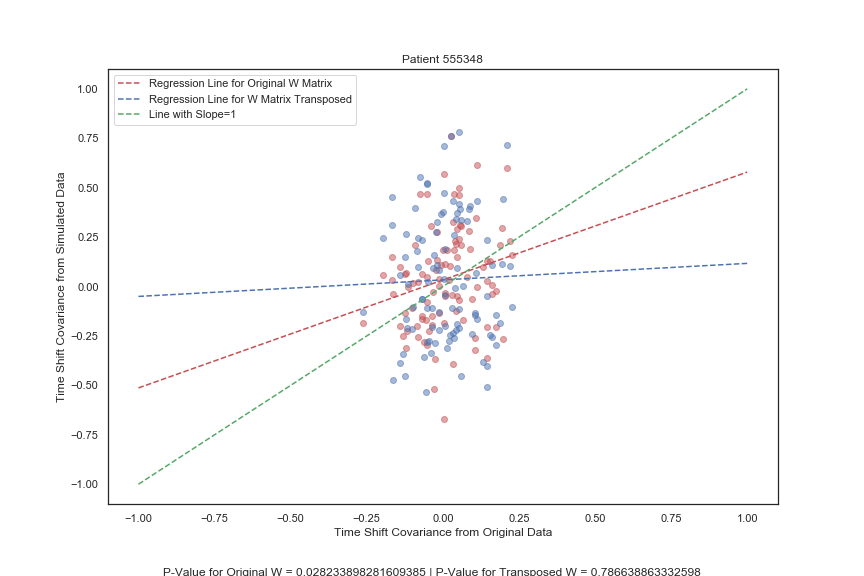 Patient 555348
Regression Line for Original W Matrix
Regression Line for W Matrix Transposed
Line with Slope=1
Time Shift Covariance from Simulated Data
1.00
0.75
0.50
0.25
0.00
−0.25
−0.50
−0.75
−1.00
−1.00 −0.75 −0.50 −0.25 0.00 0.25 0.50 0.75 1.00
Time Shift Covariance from Original Data
P-Value for Original W = 0.028233898281609385 | P-Value for Transposed W = 0.786638863332598